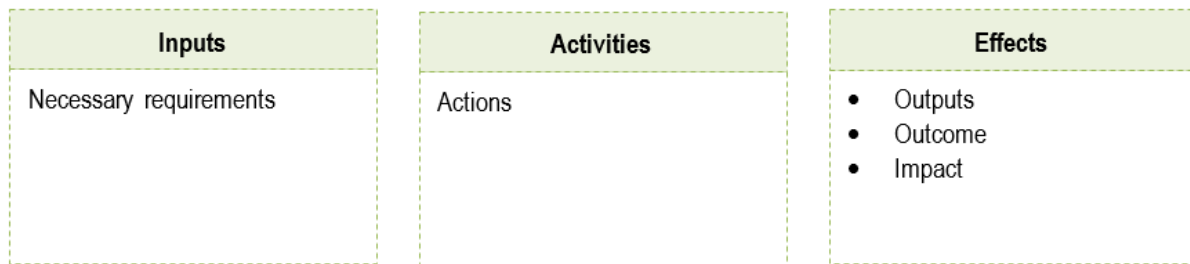 Inputs
Necessary requirements
Activities
Actions
Effects
• Outputs
• Outcome
• Impact